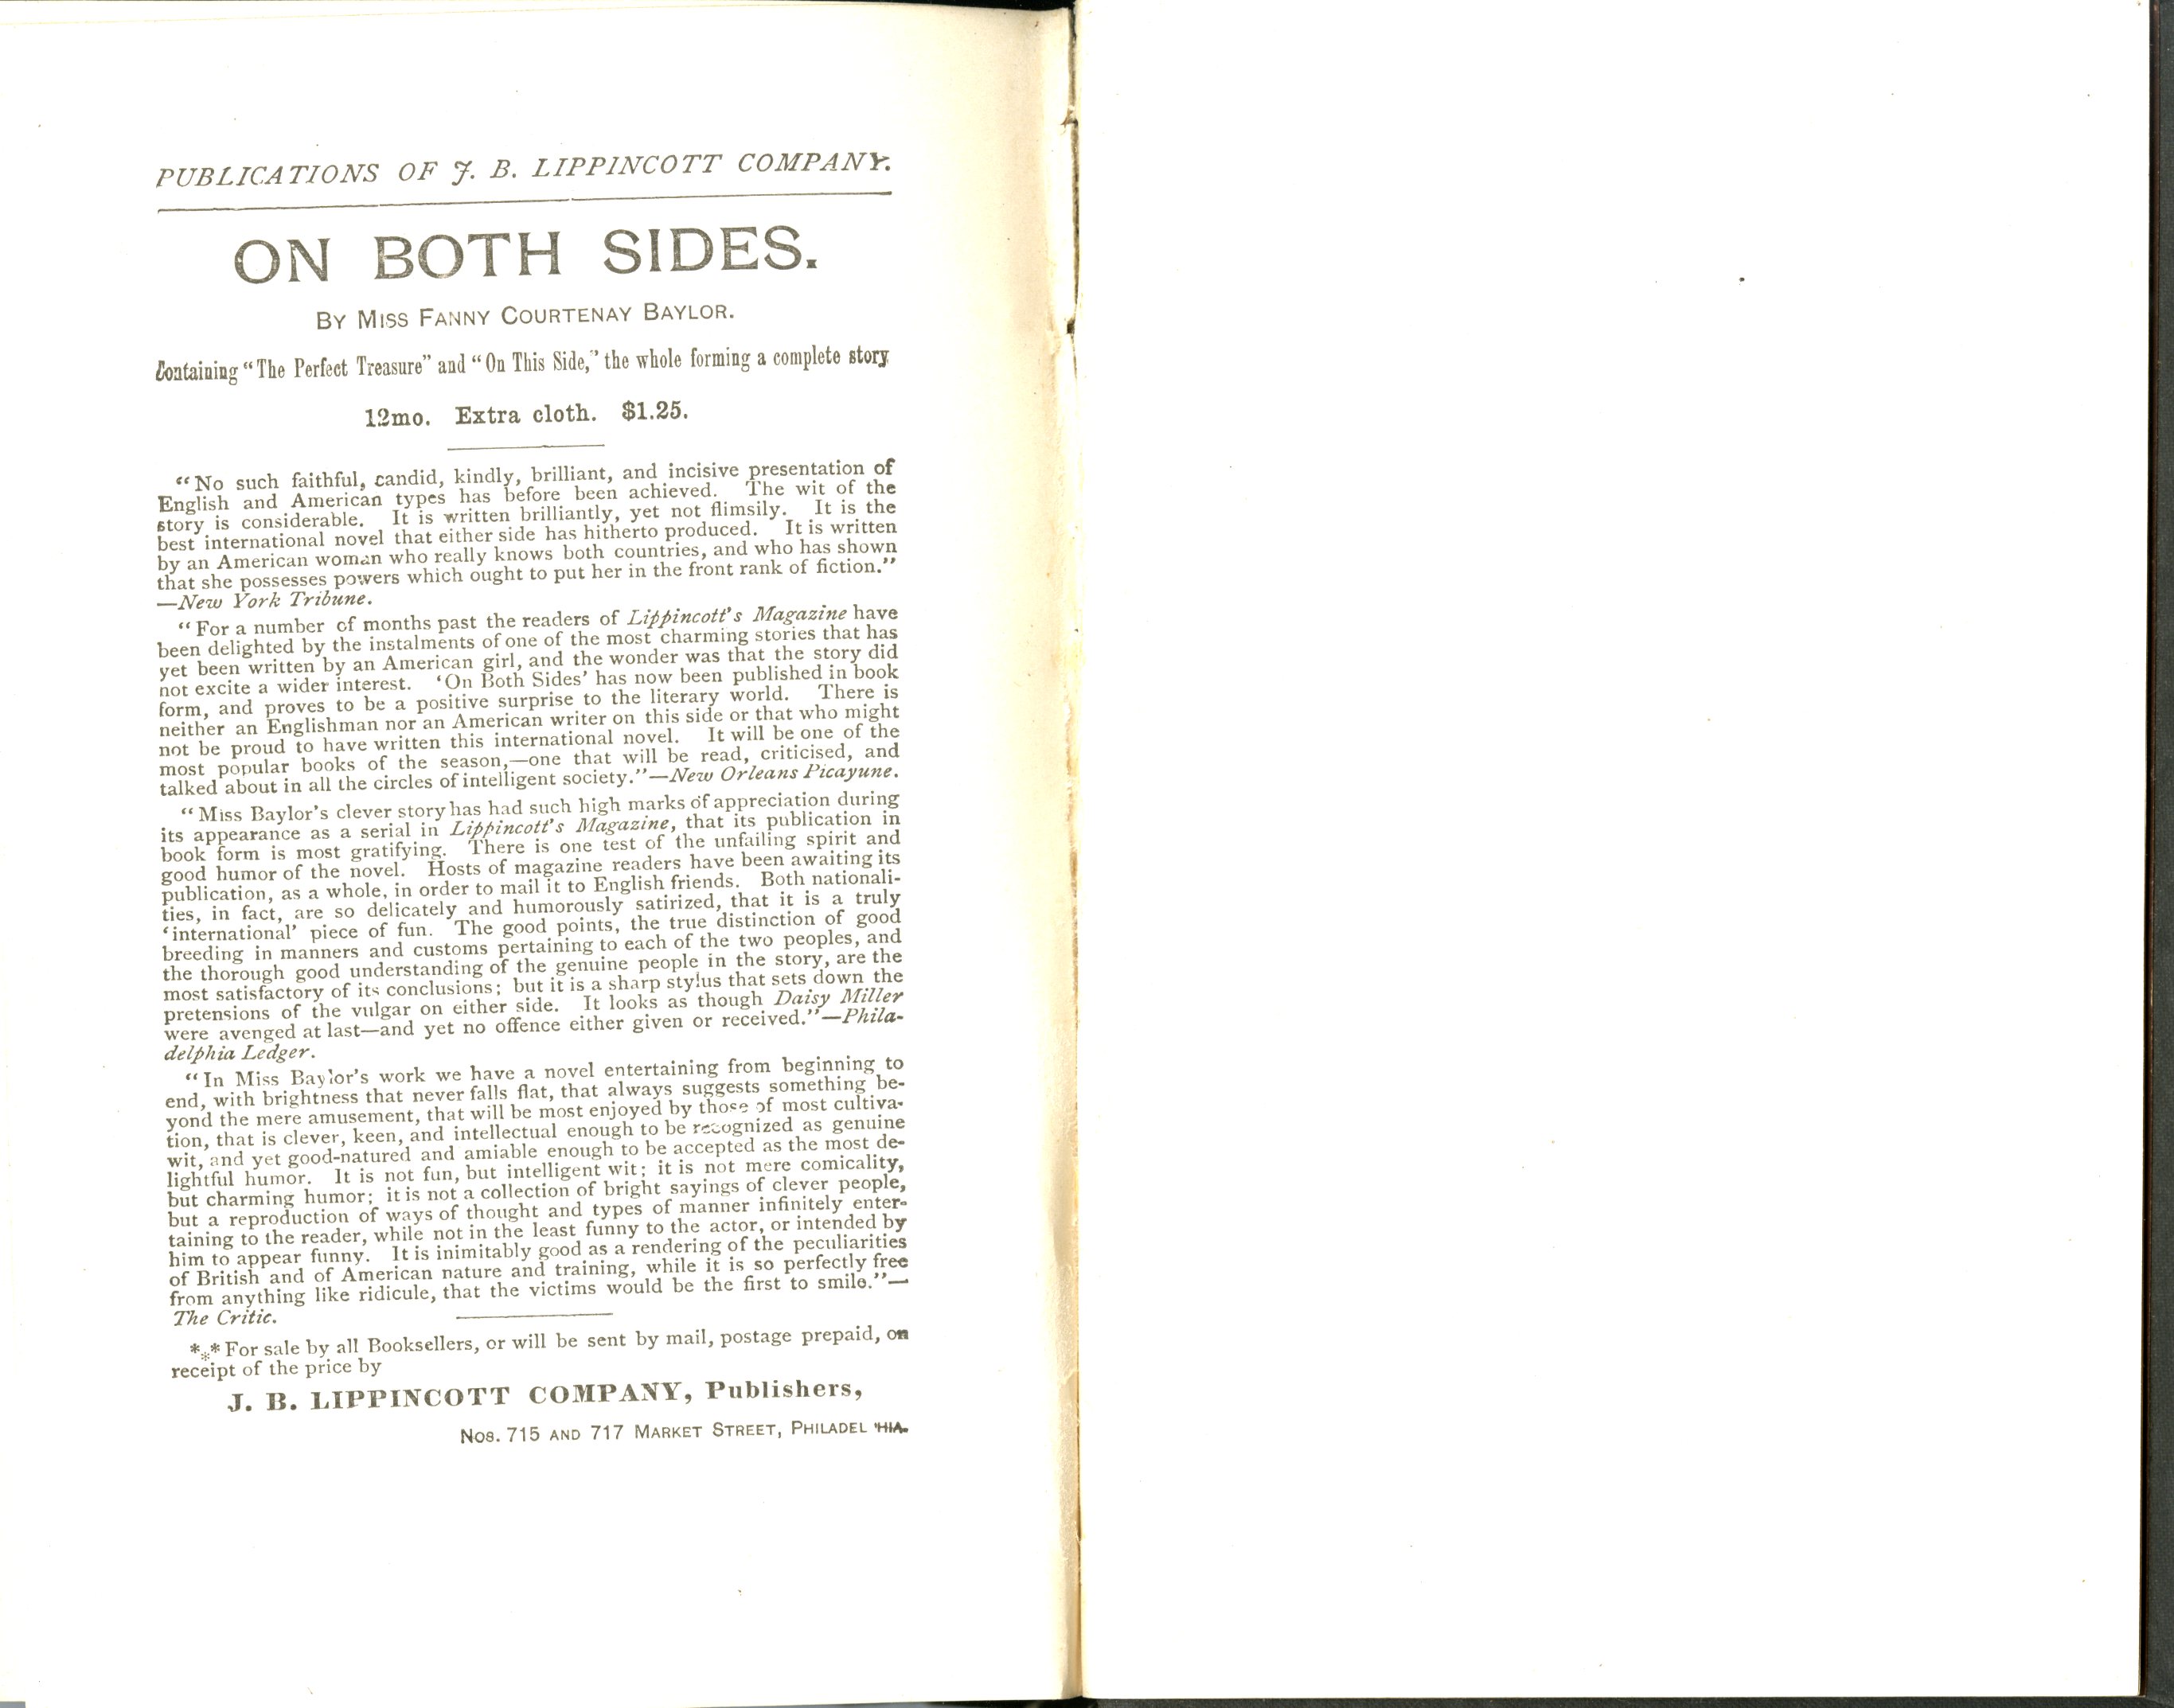 PUBLICATIONS OF J. B. LIPPINCOTT COMPANY.
ON BOTH SIDES.
BY MISS FANNY COURTENAY BAYLOR.
Containing “The Perfect Treasure” and “On This Side,” the whole forming a complete story
12mo. Extra cloth. $1.25.
“No such faithful, candid, kindly, brilliant, and incisive presentation of
English and American types has before been achieved. The wit of the
story is considerable. It is written brilliantly, yet not flimsily. It is the
best international novel that either side has hitherto produced. It is written
by an American woman who really knows both countries, and who has shown
that she possesses powers which ought to put her in the front rank of fiction.”
—New York Tribune.
“For a number of months past the readers of Lippincott's Magazine have
been delighted by the instalments of one of the most charming stories that has
yet been written by an American girl, and the wonder was that the story did
not excite a wider interest. ‘On Both Sides’ has now been published in book
form, and proves to be a positive surprise to the literary world. There is
neither an Englishman nor an American writer on this side or that who might
not be proud to have written this international novel. It will be one of the
most popular books of the season,—one that will be read, criticised, and
talked about in all the circles of intelligent society.”—New Orleans Picayune.
“Miss Baylor's clever story has had such high marks of appreciation during
its appearance as a serial in Lippincott's Magazine, that its publication in
book form is most gratifying. There is one test of the unfailing spirit and
good humor of the novel. Hosts of magazine readers have been awaiting its
publication, as a whole, in order to mail it to English friends. Both nationali-
ties, in fact, are so delicately and humorously satirized, that it is a truly
‘international’ piece of fun. The good points, the true distinction of good
breeding in manners and customs pertaining to each of the two peoples, and
the thorough good understanding of the genuine people in the story, are the
most satisfactory of its conclusions; but it is a sharp stylus that sets down the
pretensions of the vulgar on either side. It looks as though Daisy Miller
were avenged at last—and yet no offence either given or received.”—Phila-
delphia Ledger.
“In Miss Baylor's work we have a novel entertaining from beginning to
end, with brightness that never falls flat, that always suggests something be-
yond the mere amusement, that will be most enjoyed by those of most cultiva-
tion, that is clever, keen, and intellectual enough to be recognized as genuine
wit, and yet good-natured and amiable enough to be accepted as the most de-
lightful humor. It is not fun, but intelligent wit; it is not mere comicality,
but charming humor; it is not a collection of bright sayings of clever people,
but a reproduction of ways of thought and types of manner infinitely enter-
taining to the reader, while not in the least funny to the actor, or intended by
him to appear funny. It is inimitably good as a rendering of the peculiarities
of British and of American nature and training, while it is so perfectly free
from anything like ridicule, that the victims would be the first to smile.”—
The Critic.
*** For sale by all Booksellers, or will be sent by mail, postage prepaid, on
receipt of the price by
J. B. LIPPINCOTT COMPANY, Publishers,
NOS. 715 AND 717 MARKET STREET, PHILADELPHIA.